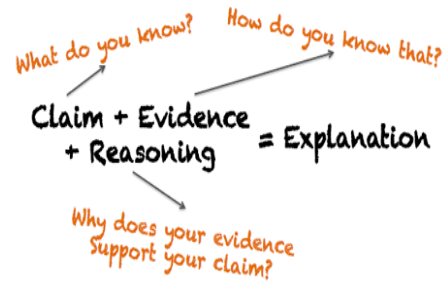 What do you know?
How do you know that?
Claim + Evidence
+ Reasoning
= Explanation
Why does your evidence
Support your claim?